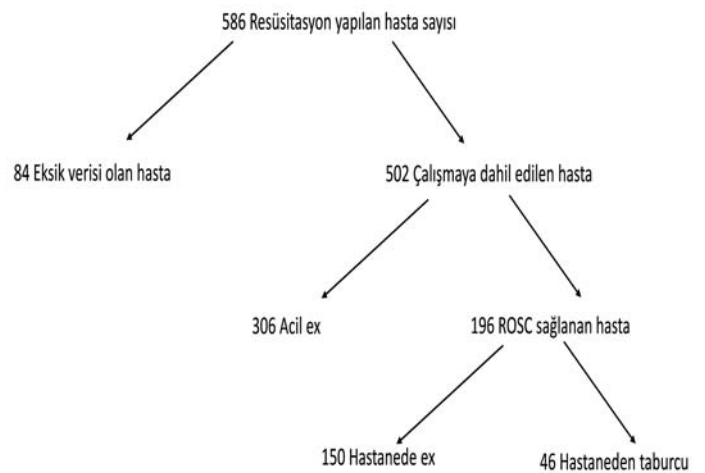 586 Resüsitasyon yapılan hasta sayısı
84 Eksik verisi olan hasta
502 Çalışmaya dahil edilen hasta
306 Acil ex
196 ROSC sağlanan hasta
150 Hastanede ex
46 Hastaneden taburcu